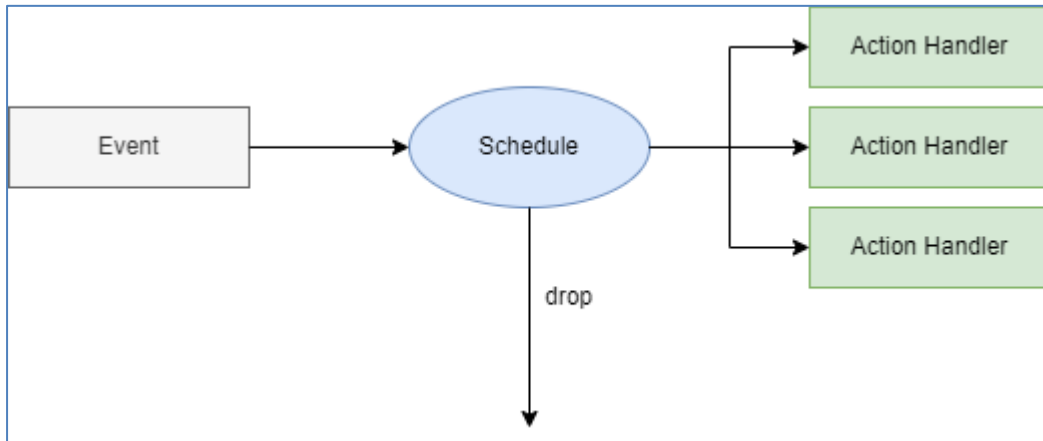 Event
Schedule
Action Handler
Action Handler
Action Handler
drop